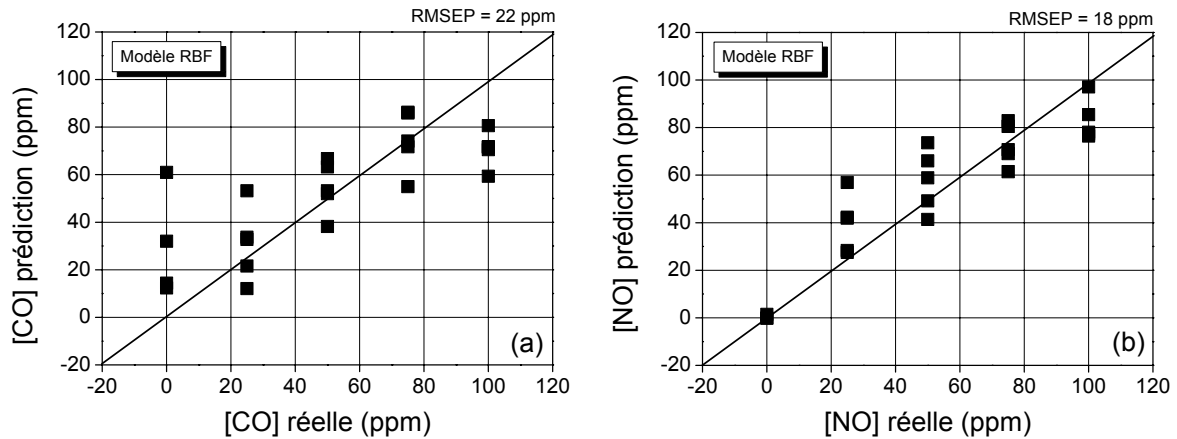 RMSEP = 22 ppm
Modèle RBF
120
100
80
60
40
20
0
-20
[CO] prédiction (ppm)
(a)
-20 0 20 40 60 80 100 120
[CO] réelle (ppm)
RMSEP = 18 ppm
Modèle RBF
120
100
80
60
40
20
0
-20
[NO] prédiction (ppm)
(b)
-20 0 20 40 60 80 100 120
[NO] réelle (ppm)